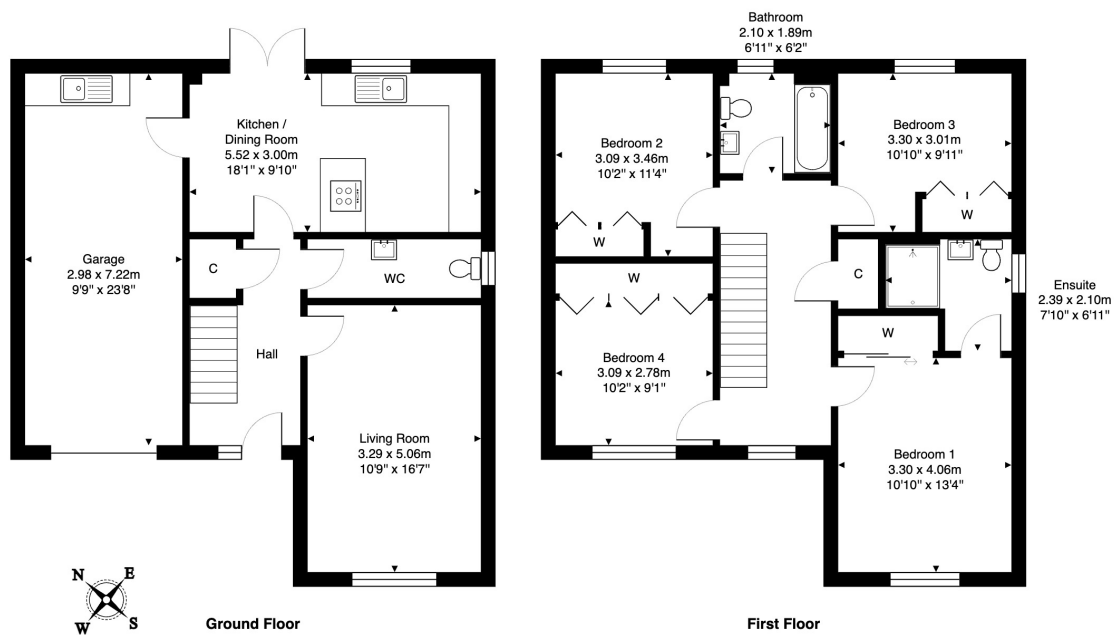 Bathroom
2.10 x 1.89m
6'11" x 6'2"
Kitchen /
Dining Room
5.52 x 3.00m
18'1" x 9'10"
Garage
2.98 x 7.22m
9'9" x 23'8"
C
WC
Hall
Living Room
3.29 x 5.06m
10'9" x 16'7"
Bedroom 2
3.09 x 3.46m
10'2" x 11'4"
W
Bedroom 3
3.30 x 3.01m
10'10" x 9'11"
W
W
Bedroom 4
3.09 x 2.78m
10'2" x 9'1"
C
Ensuite
2.39 x 2.10m
7'10" x 6'11"
W
Bedroom 1
3.30 x 4.06m
10'10" x 13'4"
N E
W S
Ground Floor
First Floor